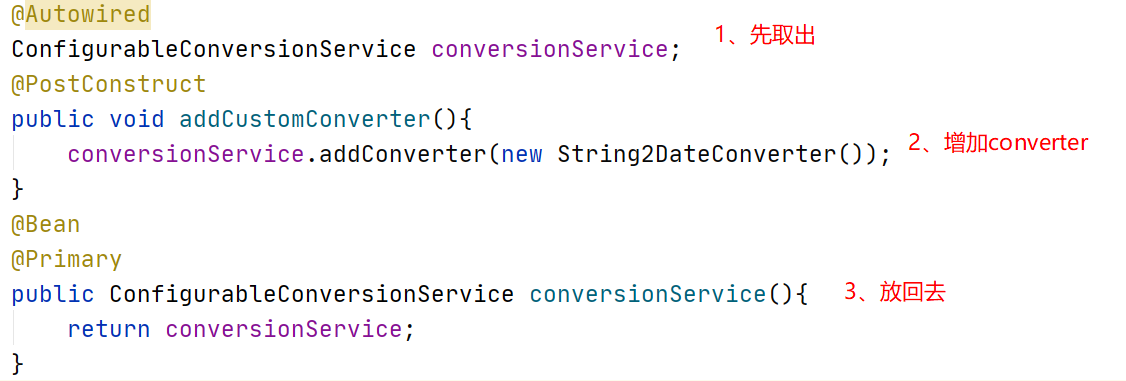 @Autowired
ConfigurableConversionService conversionService; 1、先取出
@PostConstruct
public void addCustomConverter(){
    conversionService.addConverter(new String2DateConverter()); 2、增加converter
}
@Bean
@Primary
public ConfigurableConversionService conversionService(){ 3、放回去
    return conversionService;
}